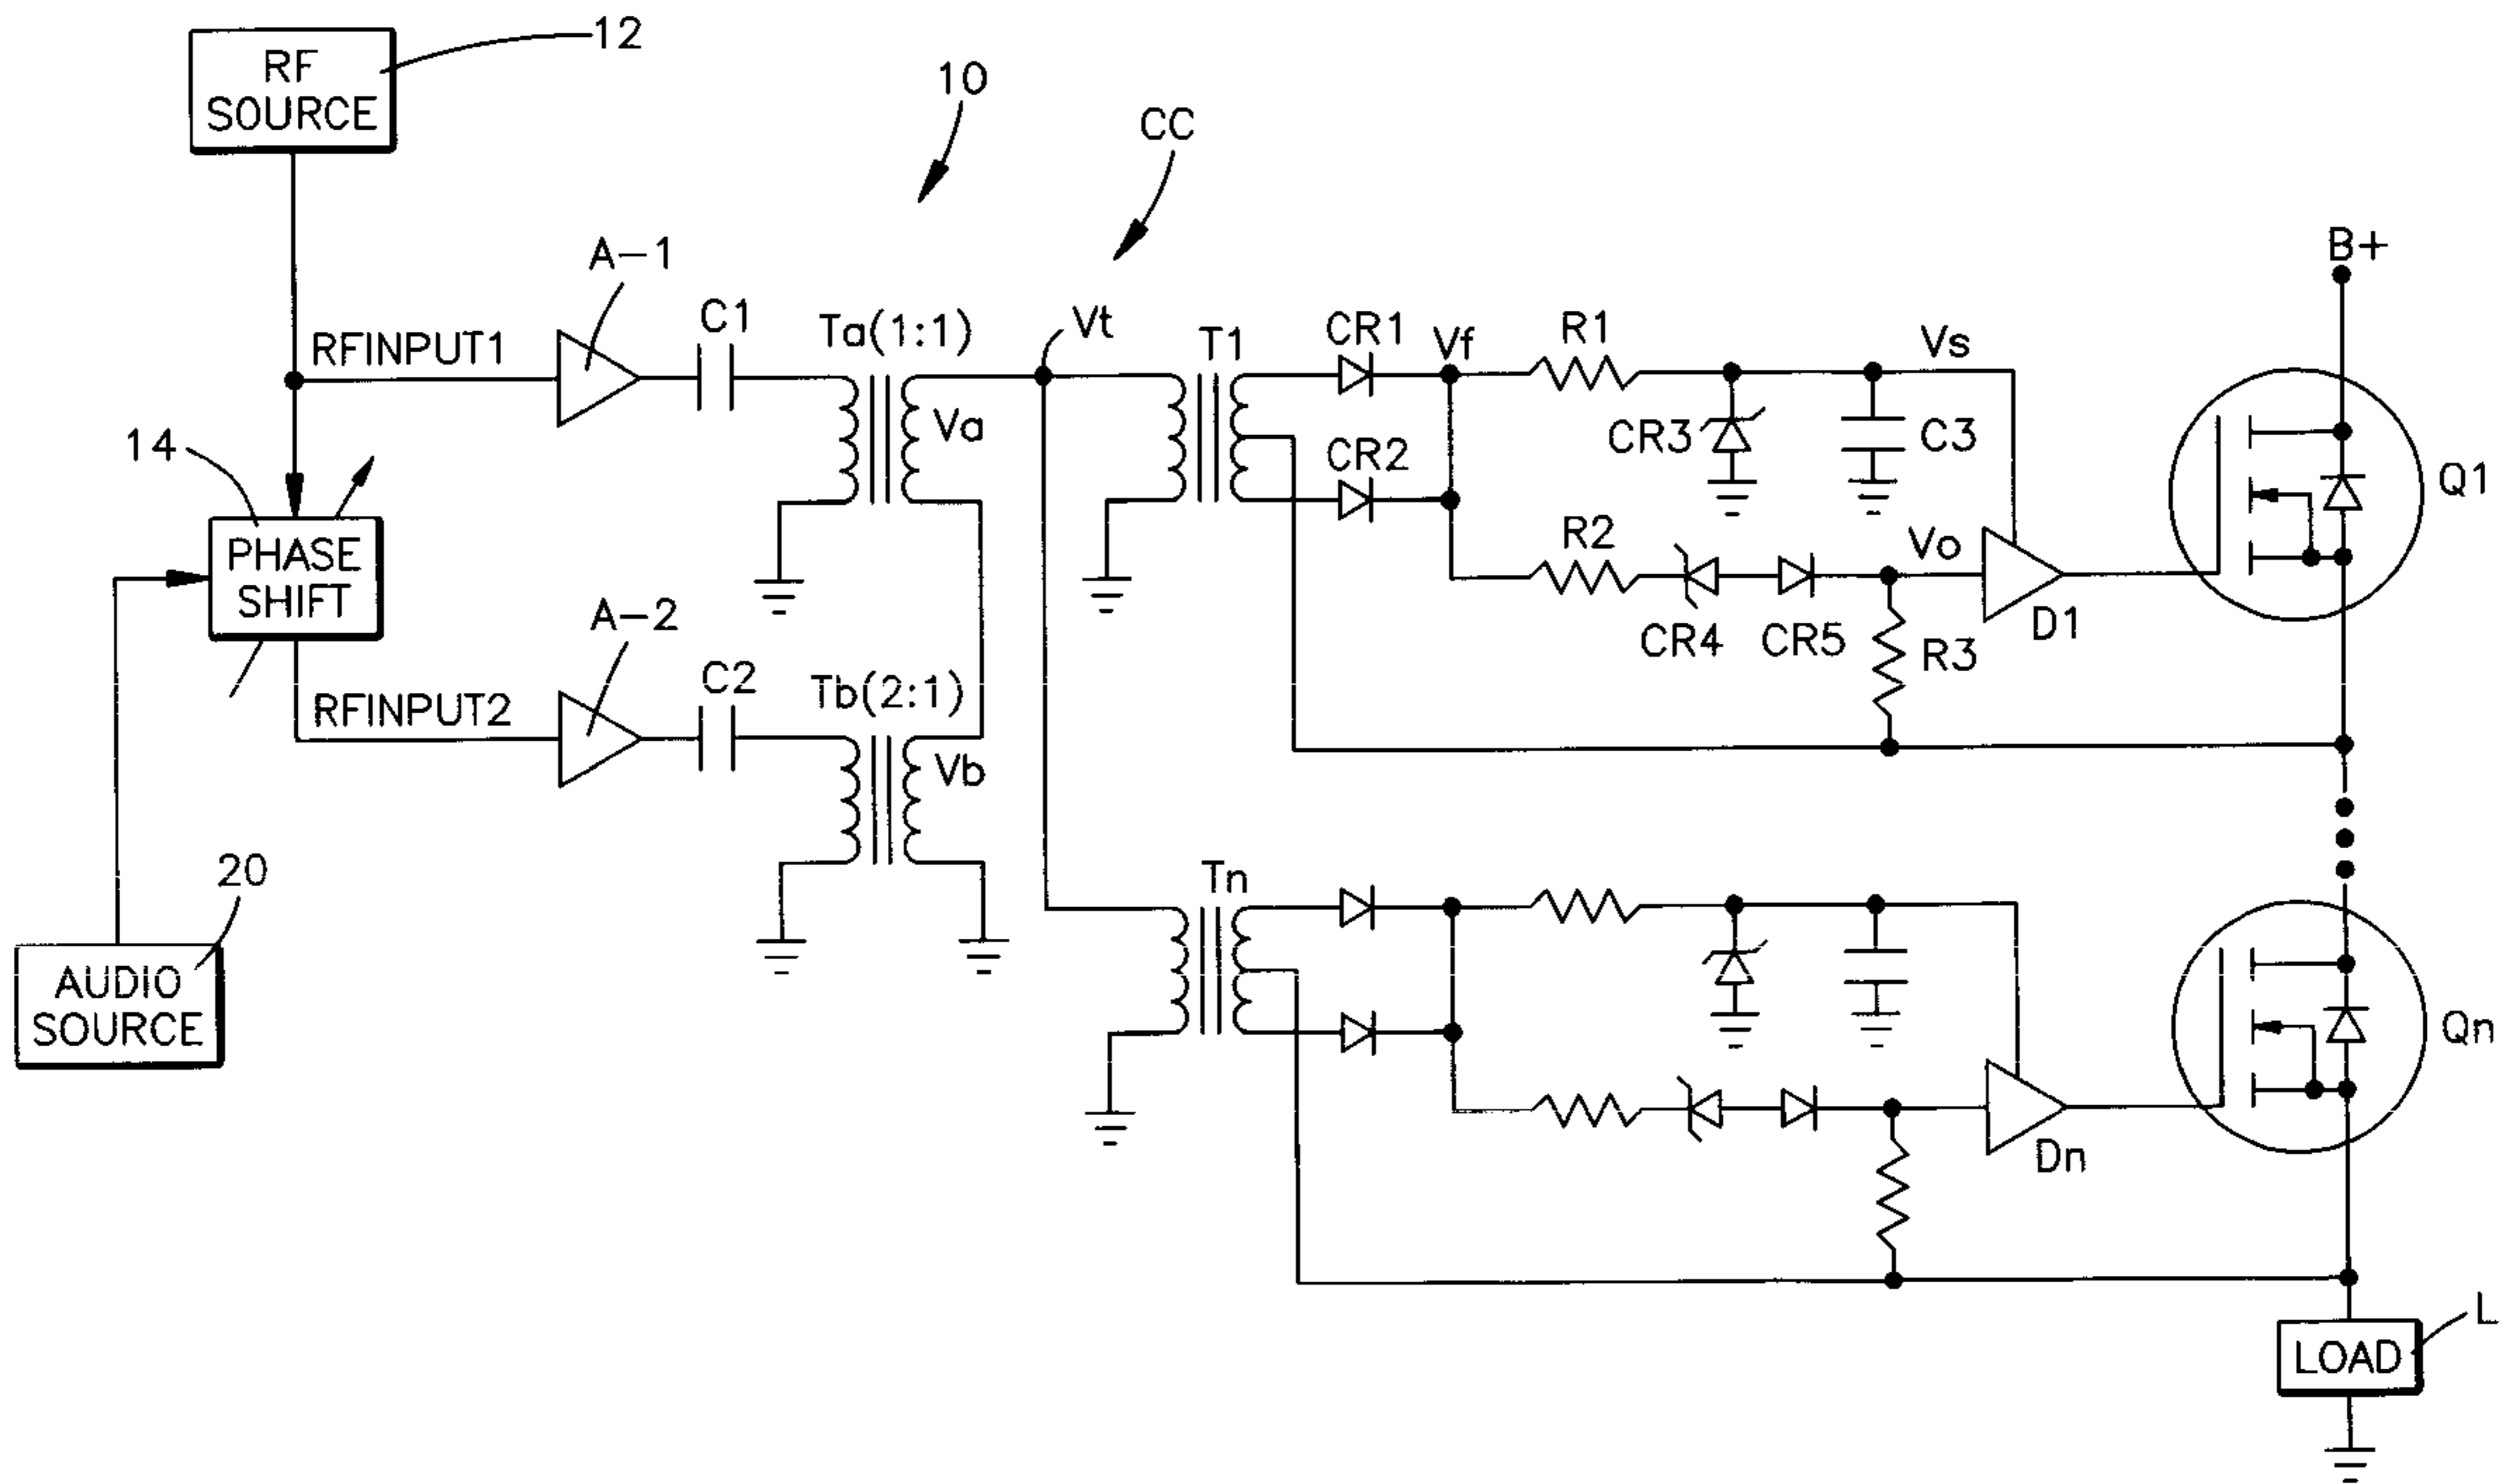 12
RF
SOURCE
10
CC
A-1
C1
Ta(1:1)
Vt
T1
CR1
Vf
R1
Vs
B+
RFINPUT1
Va
CR2
CR3
C3
Q1
14
PHASE
SHIFT
R2
Vo
D1
A-2
CR4
CR5
R3
C2
Tb(2:1)
RFINPUT2
Vb
20
AUDIO
SOURCE
Tn
Qn
Dn
L
LOAD